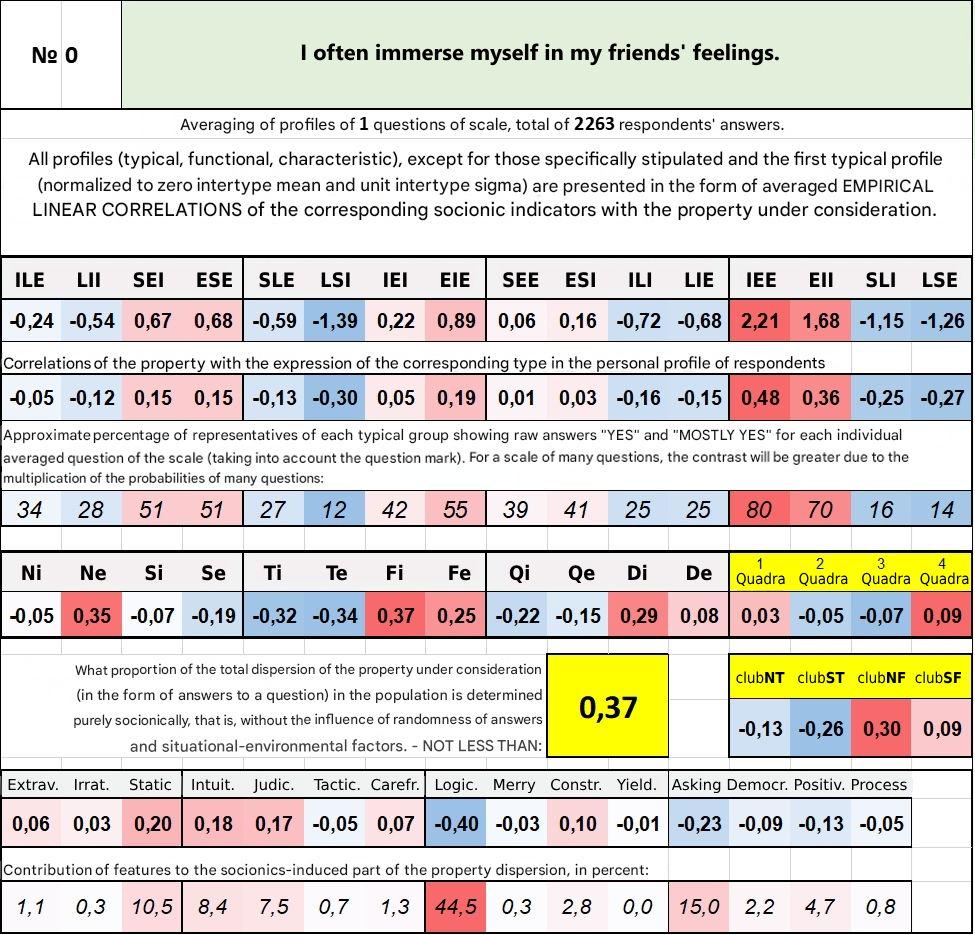 № 0
I often immerse myself in my friends' feelings.
Averaging of profiles of 1 questions of scale, total of 2263 respondents' answers.
All profiles (typical, functional, characteristic), except for those specifically stipulated and the first typical profile
(normalized to zero intertype mean and unit intertype sigma) are presented in the form of averaged EMPIRICAL
LINEAR CORRELATIONS of the corresponding socionic indicators with the property under consideration.
ILE LII SEI ESE SLE LSI IEI EIE SEE ESI ILI LIE IEE EII SLI LSE
-0,24 -0,54 0,67 0,68 -0,59 -1,39 0,22 0,89 0,06 0,16 -0,72 -0,68 2,21 1,68 -1,15 -1,26
Correlations of the property with the expression of the corresponding type in the personal profile of respondents
-0,05 -0,12 0,15 0,15 -0,13 -0,30 0,05 0,19 0,01 0,03 -0,16 -0,15 0,48 0,36 -0,25 -0,27
Approximate percentage of representatives of each typical group showing raw answers "YES" and "MOSTLY YES" for each individual
averaged question of the scale (taking into account the question mark). For a scale of many questions, the contrast will be greater due to the
multiplication of the probabilities of many questions:
34 28 51 51 27 12 42 55 39 41 25 25 80 70 16 14
Ni Ne Si Se Ti Te Fi Fe Qi Qe Di De 1 Quadra 2 Quadra 3 Quadra 4 Quadra
-0,05 0,35 -0,07 -0,19 -0,32 -0,34 0,37 0,25 -0,22 -0,15 0,29 0,08 0,03 -0,05 -0,07 0,09
What proportion of the total dispersion of the property under consideration
(in the form of answers to a question) in the population is determined
purely socionically, that is, without the influence of randomness of answers
and situational-environmental factors. - NOT LESS THAN:
0,37
clubNT clubST clubNF clubSF
-0,13 -0,26 0,30 0,09
Extrav. Irrat. Static Intuit. Judic. Tactic. Carefr. Logic. Merry Constr. Yield. Asking Democr. Positiv. Process
0,06 0,03 0,20 0,18 0,17 -0,05 0,07 -0,40 -0,03 0,10 -0,01 -0,23 -0,09 -0,13 -0,05
Contribution of features to the socionics-induced part of the property dispersion, in percent:
1,1 0,3 10,5 8,4 7,5 0,7 1,3 44,5 0,3 2,8 0,0 15,0 2,2 4,7 0,8